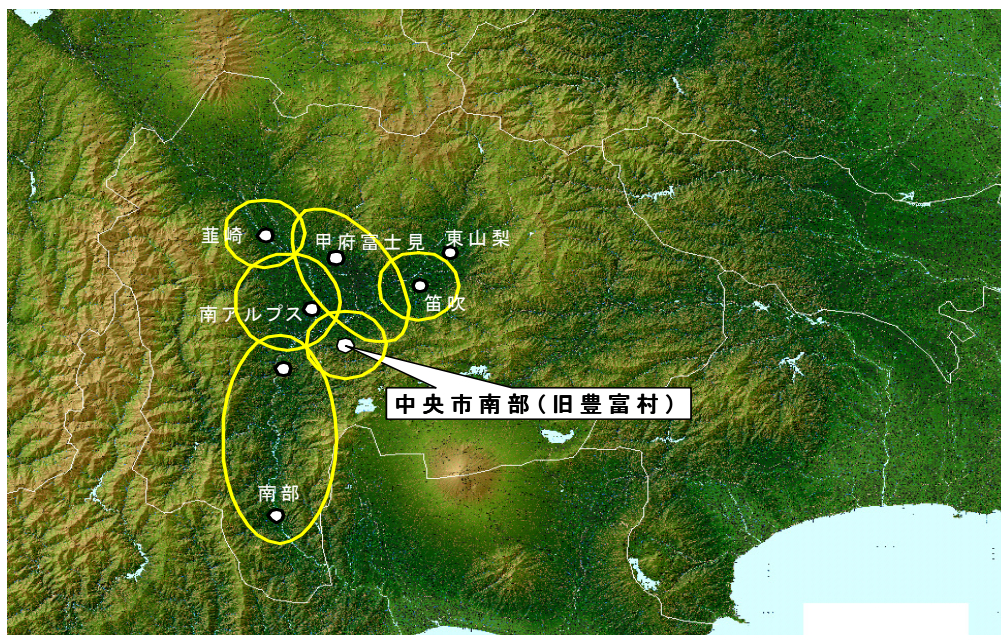 韮崎
甲府富士見
東山梨
笛吹
南アルプス
中央市南部(旧豊富村)
南部